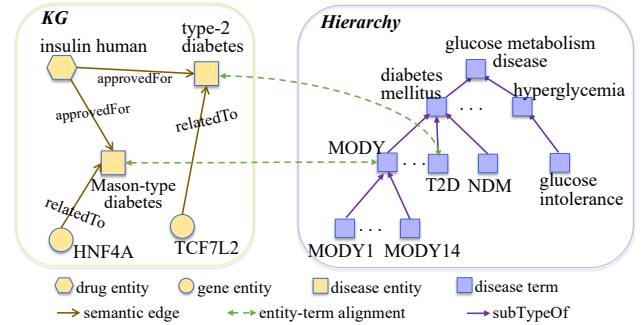 KG
insulin human
type-2
diabetes
approvedFor
approvedFor
relatedTo
Mason-type
diabetes
relatedTo
HNF4A
TCF7L2
Hierarchy
glucose metabolism
disease
diabetes
mellitus
...
hyperglycemia
MODY
...
T2D
NDM
glucose
intolerance
...
MODY1
MODY14
drug entity
gene entity
disease entity
disease term
semantic edge
entity-term alignment
subTypeOf